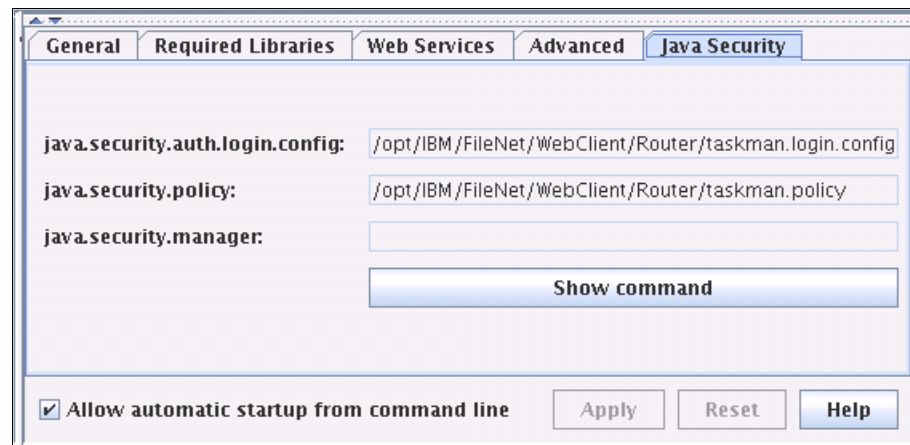 General Required Libraries Web Services Advanced Java Security
java.security.auth.login.config: /opt/IBM/FileNet/WebClient/Router/taskman.login.config
java.security.policy: /opt/IBM/FileNet/WebClient/Router/taskman.policy
java.security.manager:
Show command
Allow automatic startup from command line Apply Reset Help